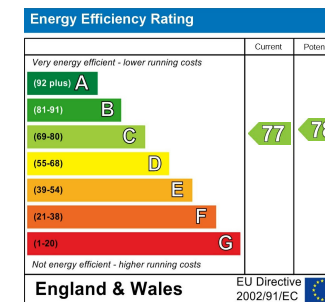 Energy Efficiency Rating
Current
Very energy efficient - lower running costs
(92 plus) A
(81-91) B
(69-80) C
77
(55-68) D
(39-54) E
(21-38) F
(1-20) G
Not energy efficient - higher running costs
England & Wales
EU Directive
2002/91/EC